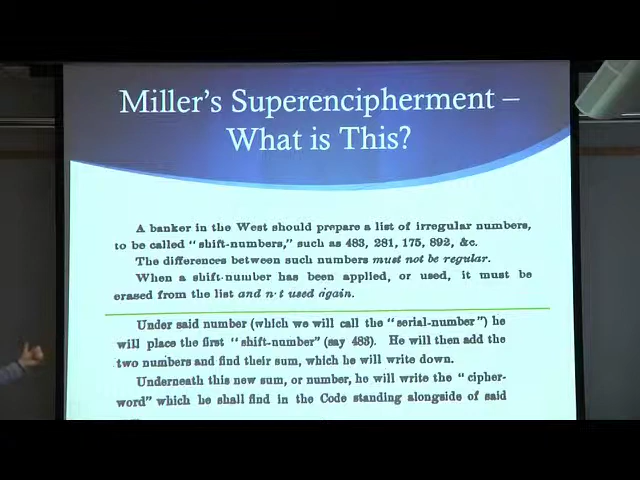 Miller's Superencipherment –
What is This?
A banker in the West should prepare a list of irregular numbers,
to be called "shift-numbers," such as 483, 281, 175, 892, &c.
The differences between such numbers must not be regular.
When a shift-number has been applied, or used, it must be
erased from the list and not used again.
Under said number (which we will call the "serial-number") he
will place the first "shift-number" (say 483). He will then add the
two numbers and find their sum, which he will write down.
Underneath this new sum, or number, he will write the "cipher-
word" which he shall find in the Code standing alongside of said